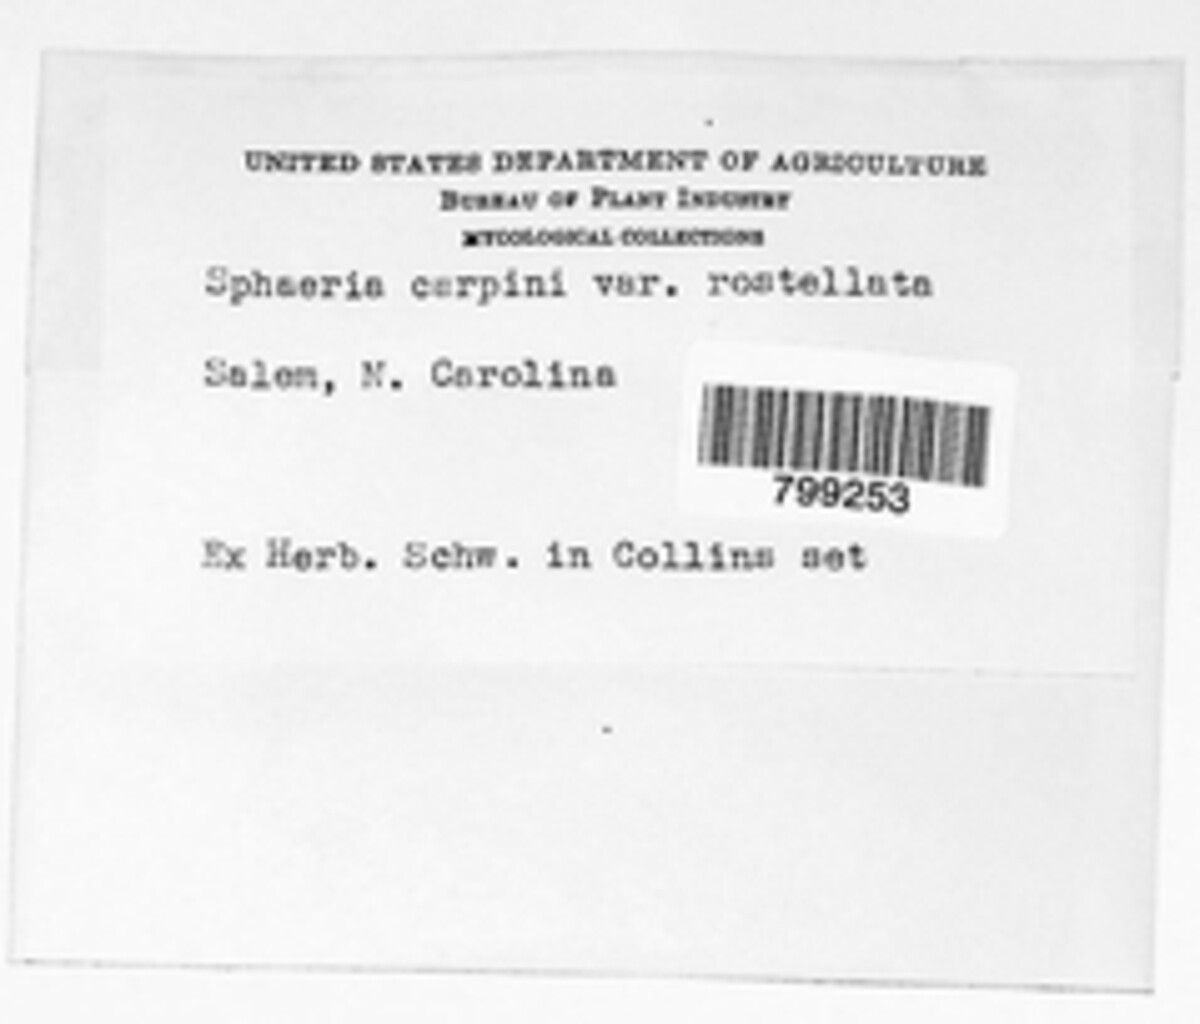 UNITED STATES DEPARTMENT OF AGRICULTURE
BUREAU OF PLANT INDUSTRY
MYCOLOGICAL COLLECTIONS
Sphaeria carpini var. rostellata
Salem, N. Carolina
799253
Ex Herb. Schw. in Collins set